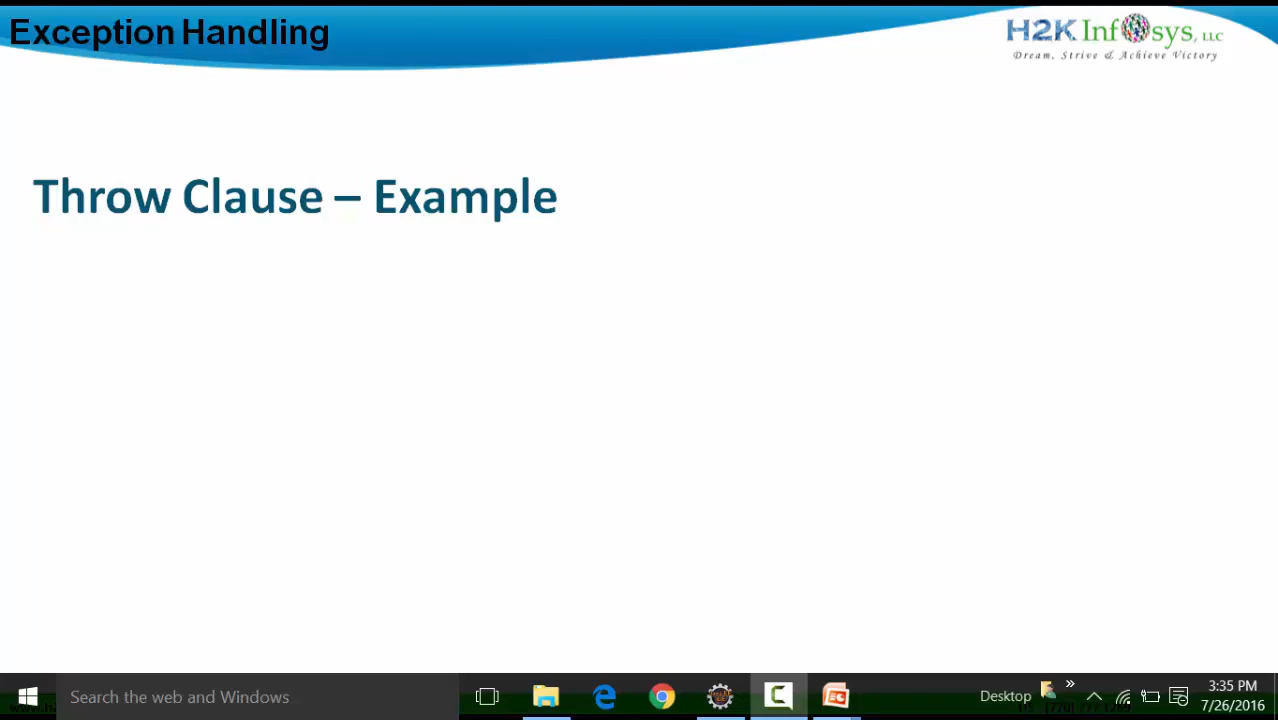 Exception Handling
H2K Infosys, LLC
Dream, Strive & Achieve Victory
Throw Clause – Example
Search the web and Windows
Desktop
3:35 PM
7/26/2016